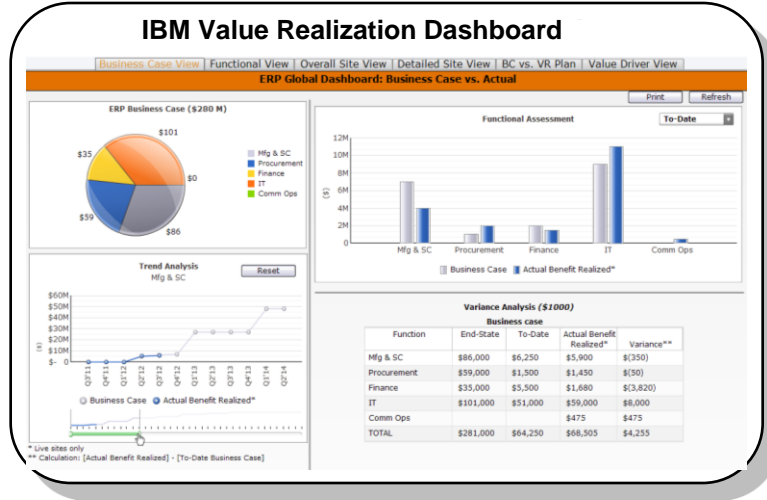 IBM Value Realization Dashboard
Business Case View | Functional View | Overall Site View | Detailed Site View | BC vs. VR Plan | Value Driver View
ERP Global Dashboard: Business Case vs. Actual
Print Refresh
ERP Business Case ($280 M)
$101
$35
$0
$59
$86
Mfg & SC
Procurement
Finance
IT
Comm Ops
Functional Assessment
To-Date
12M
10M
8M
6M
4M
2M
0
($)
Mfg & SC Procurement Finance IT Comm Ops
Business Case Actual Benefit Realized*
Trend Analysis
Mfg & SC
Reset
$60M
$50M
$40M
$30M
$20M
$10M
$- 0
($)
Q3'11 Q4'11 Q1'12 Q2'12 Q3'12 Q4'12 Q1'13 Q2'13 Q3'13 Q4'13 Q1'14 Q2'14
Business Case Actual Benefit Realized*
* Live sites only
** Calculation: [Actual Benefit Realized] - [To-Date Business Case]
Variance Analysis ($1000)
Business case
Function End-State To-Date Actual Benefit Realized* Variance**
Mfg & SC $86,000 $6,250 $5,900 $(350)
Procurement $59,000 $1,500 $1,450 $(50)
Finance $35,000 $5,500 $1,680 $(3,820)
IT $101,000 $51,000 $59,000 $8,000
Comm Ops $475 $475
TOTAL $281,000 $64,250 $68,505 $4,255